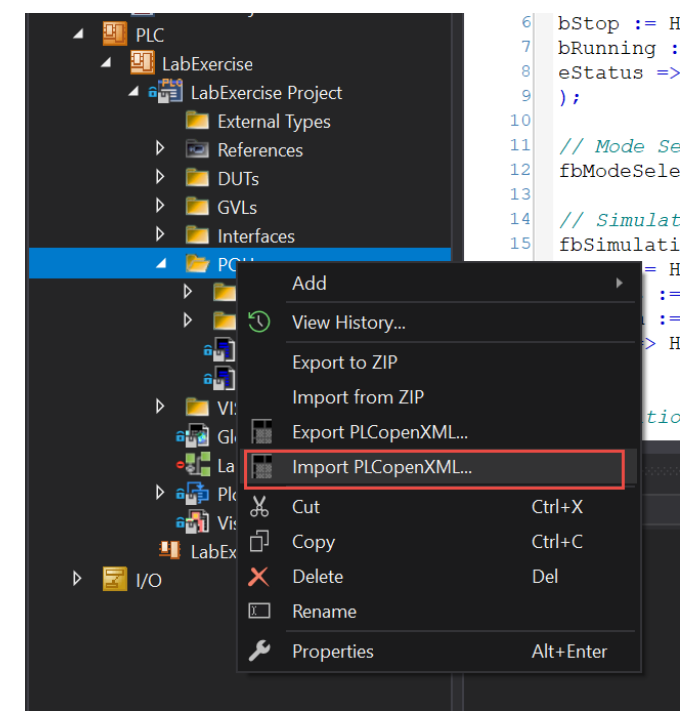 PLC
LabExercise
LabExercise Project
External Types
References
DUTs
GVLs
Interfaces
Add
View History...
Export to ZIP
Import from ZIP
Export PLCopenXML...
Import PLCopenXML...
Cut Ctrl+X
Copy Ctrl+C
Delete Del
Rename
Properties Alt+Enter
I/O
6 bStop := H
7 bRunning :
8 eStatus =>
9 );
10
11 // Mode Se
12 fbModeSele
13
14 // Simulat
15 fbSimulati
= H
:=
:=
> H